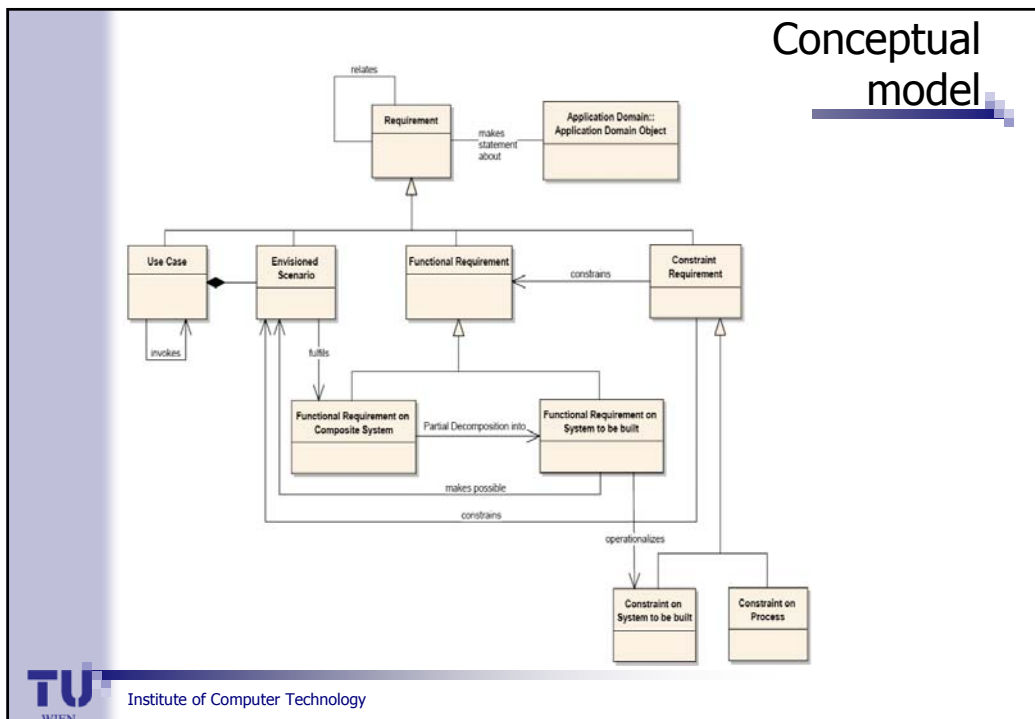 Conceptual
model
relates
Requirement
makes
statement
about
Application Domain::
Application Domain Object
Use Case
Envisioned
Scenario
Functional Requirement
constrains
Constraint
Requirement
invokes
fulfils
Functional Requirement on
Composite System
Partial Decomposition into
Functional Requirement on
System to be built
makes possible
constrains
operationalizes
Constraint on
System to be built
Constraint on
Process
TU
WIEN
Institute of Computer Technology